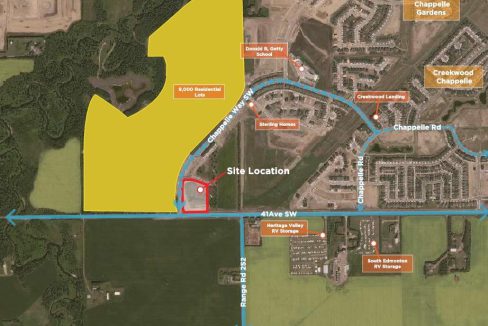 Chappelle
Gardens
Donald R. Getty
School
Creekwood
Chappelle
8,000 Residential
Lots
Creekwood Landing
Chappelle Way SW
Sterling Homes
Chappelle Rd
Chappelle Rd
Site Location
41Ave SW
Heritage Valley
RV Storage
South Edmonton
RV Storage
Range Rd 252